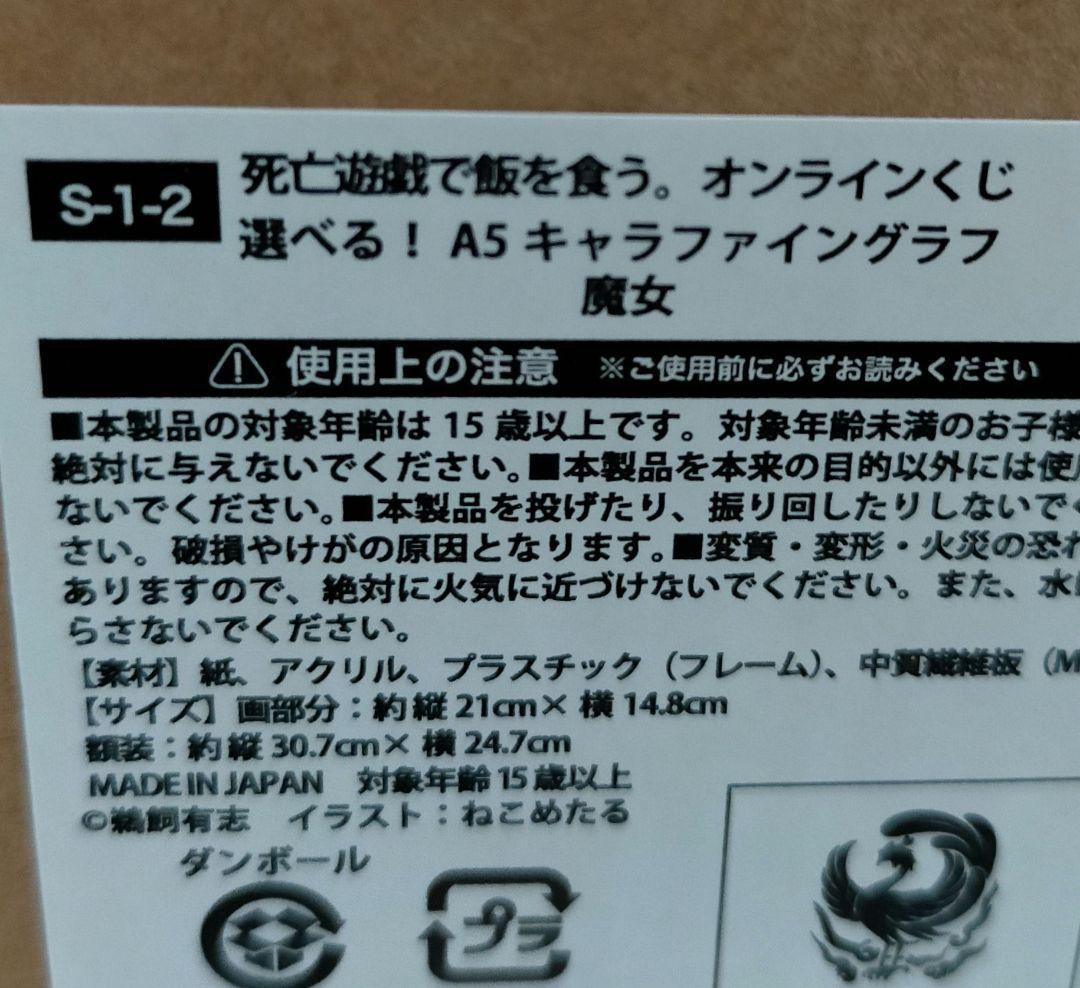 S-1-2
死亡遊戯で飯を食う。オンラインくじ
選べる！ A5 キャラファイングラフ
魔女
使用上の注意 ※ご使用前に必ずお読みください
■本製品の対象年齢は 15 歳以上です。対象年齢未満のお子様
絶対に与えないでください。■本製品を本来の目的以外には使用
ないでください。■本製品を投げたり、振り回したりしないでく
さい。破損やけがの原因となります。■変質・変形・火災の恐れ
ありますので、絶対に火気に近づけないでください。また、水に
らさないでください。
【素材】紙、アクリル、プラスチック（フレーム）、中質繊維板（M
【サイズ】画部分：約 縦 21cm× 横 14.8cm
額装：約 縦 30.7cm× 横 24.7cm
MADE IN JAPAN 対象年齢 15 歳以上
©鵜飼有志 イラスト：ねこめたる
ダンボール
プラ